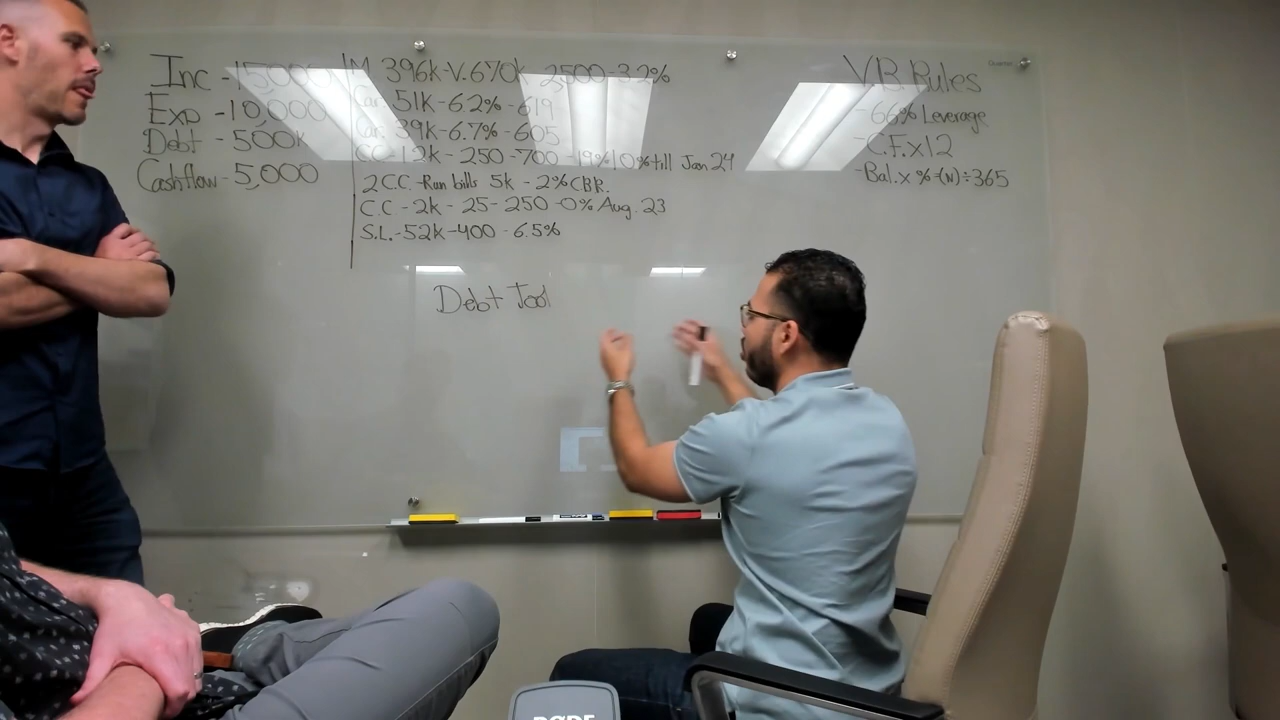 Inc - 15,000
Exp - 10,000
Debt - 500k
Cashflow - 5,000
M 396k - V. 670k - 2500 - 3.2%
Car. 51k - 6.2% - 619
Car. 39k - 6.7% - 605
CC - 12k - 250 - 700 - 19% 10% till Jan 24
2 C.C - Run bills 5k - 2% CBR.
C.C - 2k - 25 - 250 - 0% Aug. 23
S.L. - 52k - 400 - 6.5%
Debt Tool
VB Rules
- 66% Leverage
- C.F. x 12
- Bal. x % - (N) ÷ 365
Quartet
RØDE